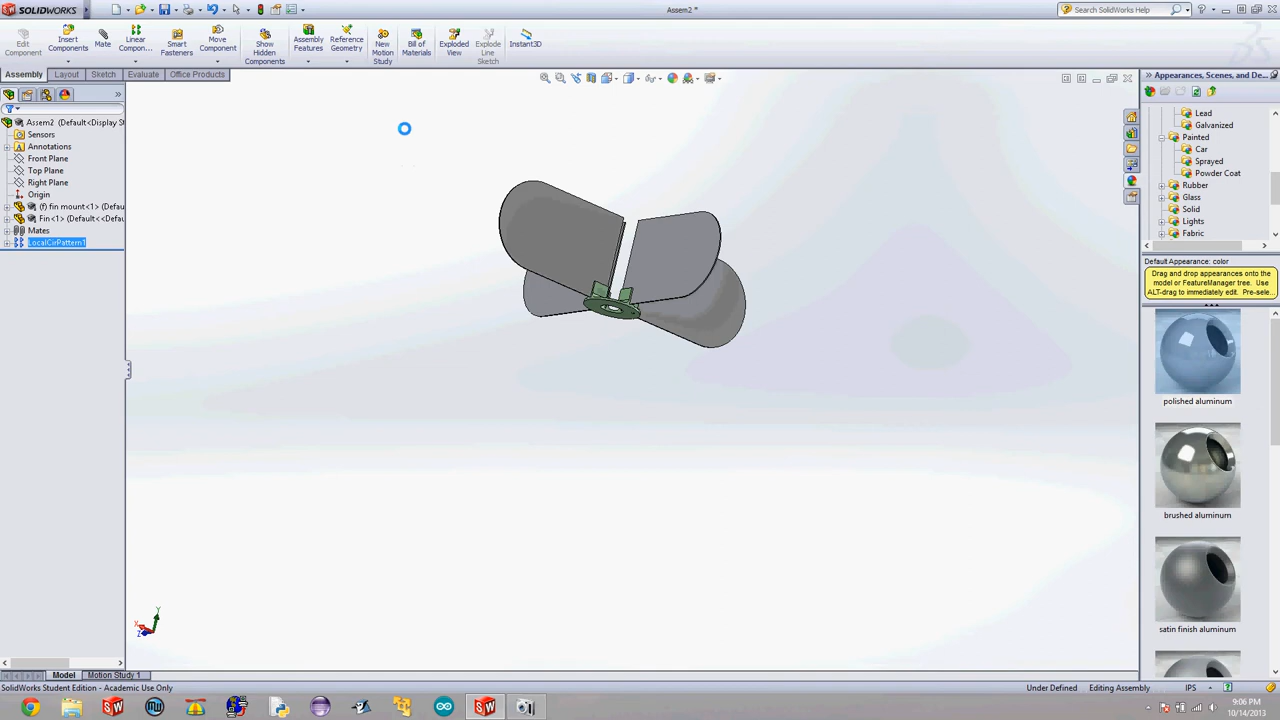 SOLIDWORKS
Assem2 *
Search SolidWorks Help
Edit Component
Insert Components
Mate
Linear Compon...
Smart Fasteners
Move Component
Show Hidden Components
Assembly Features
Reference Geometry
New Motion Study
Bill of Materials
Exploded View
Explode Line Sketch
Instant3D
Assembly
Layout
Sketch
Evaluate
Office Products
Appearances, Scenes, and De...
Assem2 (Default<Display St
Sensors
Annotations
Front Plane
Top Plane
Right Plane
Origin
(f) fin mount<1> (Defau
Fin<1> (Default<<Defau
Mates
LocalCirPattern1
Lead
Galvanized
Painted
Car
Sprayed
Powder Coat
Rubber
Glass
Solid
Lights
Fabric
Default Appearance: color
Drag and drop appearances onto the
model or FeatureManager tree. Use
ALT-drag to immediately edit. Pre-sele...
polished aluminum
brushed aluminum
satin finish aluminum
Y
X
Z
Model
Motion Study 1
SolidWorks Student Edition - Academic Use Only
Under Defined
Editing Assembly
IPS
9:06 PM
10/14/2013